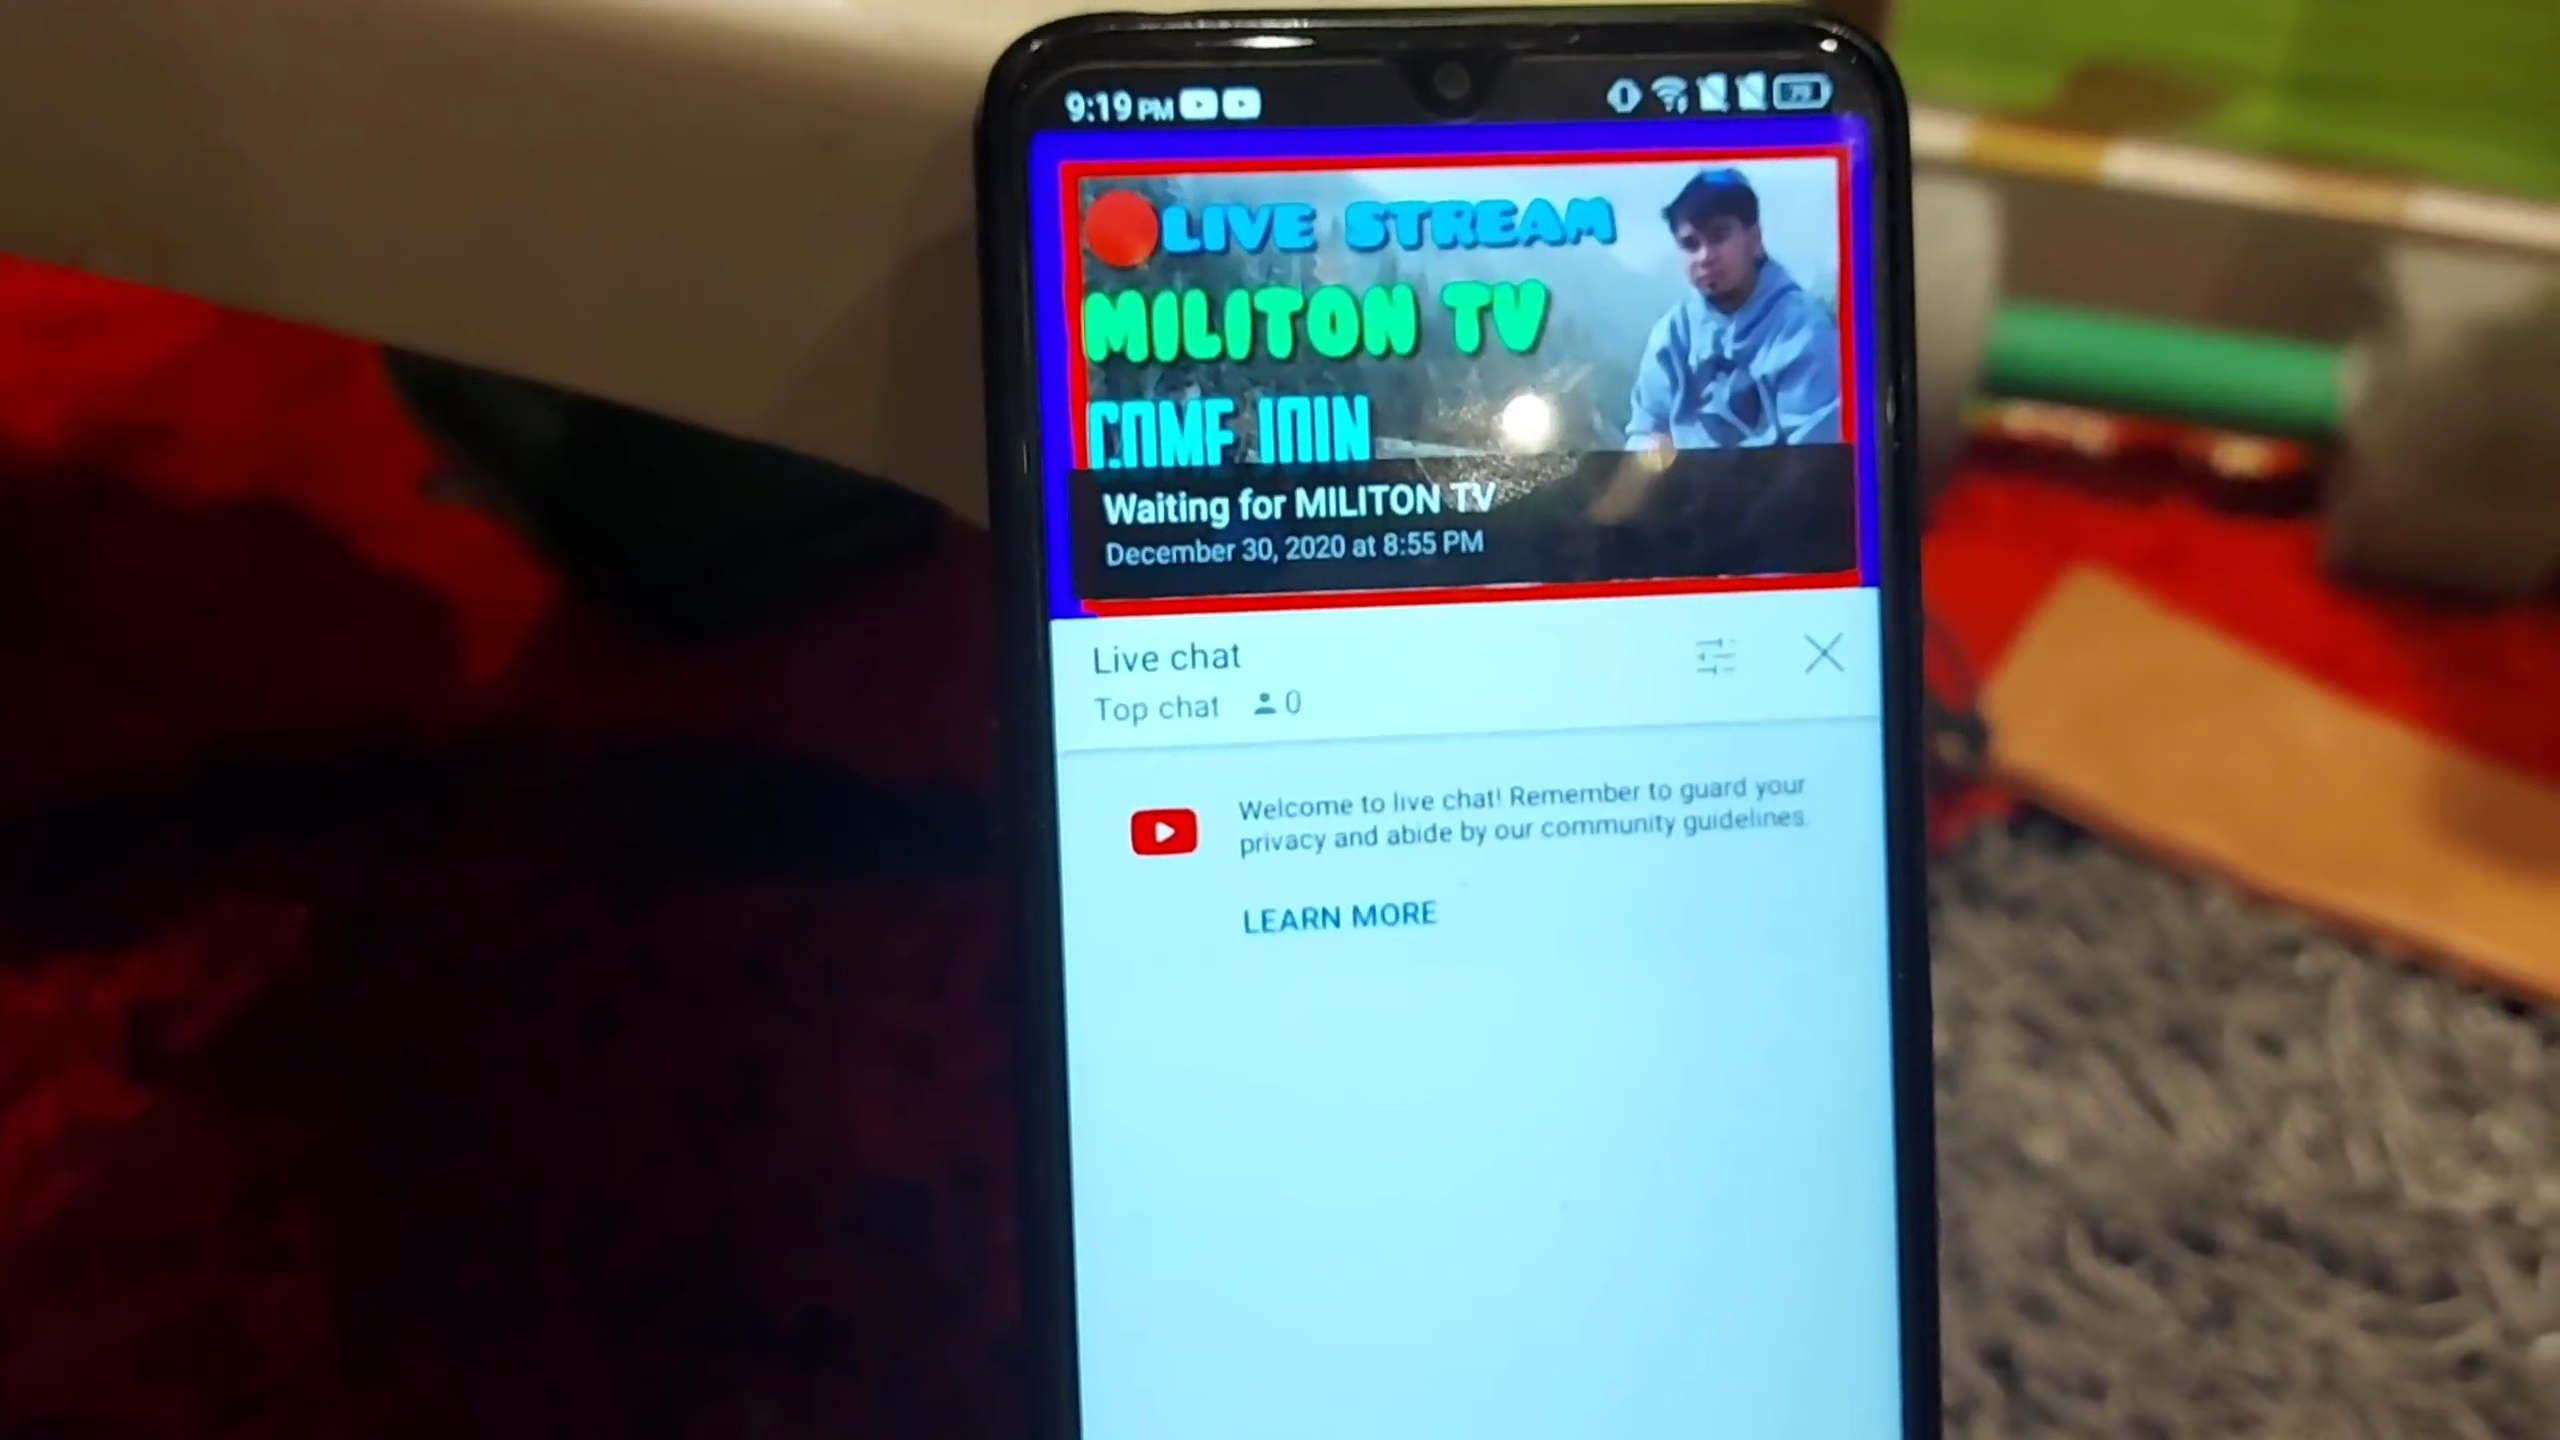 9:19 PM
79
LIVE STREAM
MILITON TV
COME JOIN
Waiting for MILITON TV
December 30, 2020 at 8:55 PM
Live chat
Top chat 0
Welcome to live chat! Remember to guard your
privacy and abide by our community guidelines.
LEARN MORE